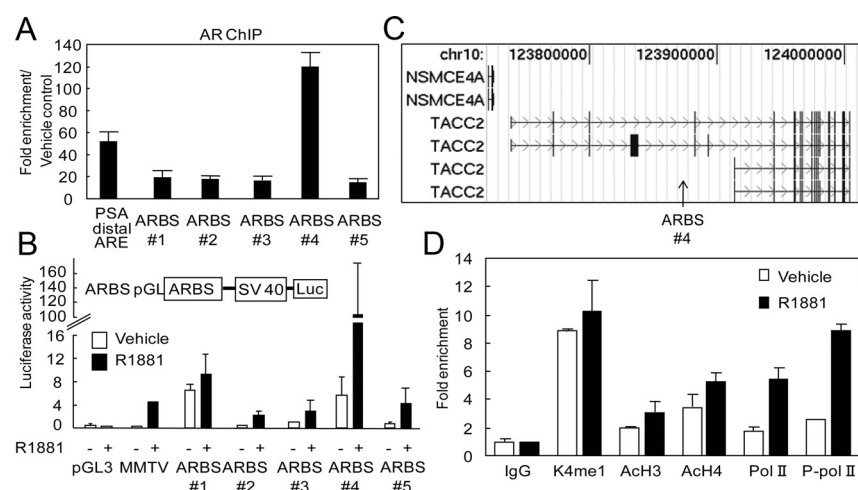 A
AR ChIP
Fold enrichment/
Vehicle control
140
120
100
80
60
40
20
0
PSA
distal
ARE
ARBS
#1
ARBS
#2
ARBS
#3
ARBS
#4
ARBS
#5
C
chr10: 123800000 123900000 124000000
NSMCE4A
NSMCE4A
TACC2
TACC2
TACC2
TACC2
ARBS
#4
B
Luciferase activity
160
140
120
100
16
12
8
4
0
ARBS pGL ARBS SV 40 Luc
Vehicle
R1881
R1881 - + - + - + - + - + - + - +
pGL3 MMTV ARBS ARBS ARBS ARBS ARBS
#1 #2 #3 #4 #5
D
Fold enrichment
14
12
10
8
6
4
2
0
Vehicle
R1881
IgG K4me1 AcH3 AcH4 Pol II P-pol II